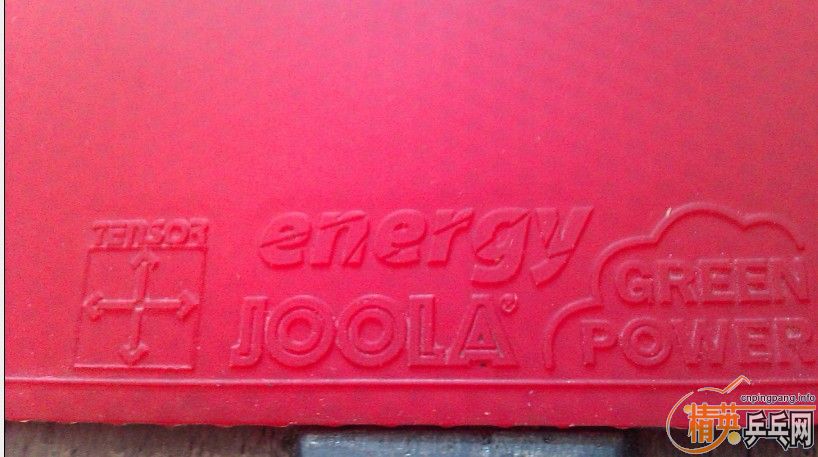 TENSOR
energy
JOOLA®
GREEN
POWER
cnpingpang.info
精英乒乓网